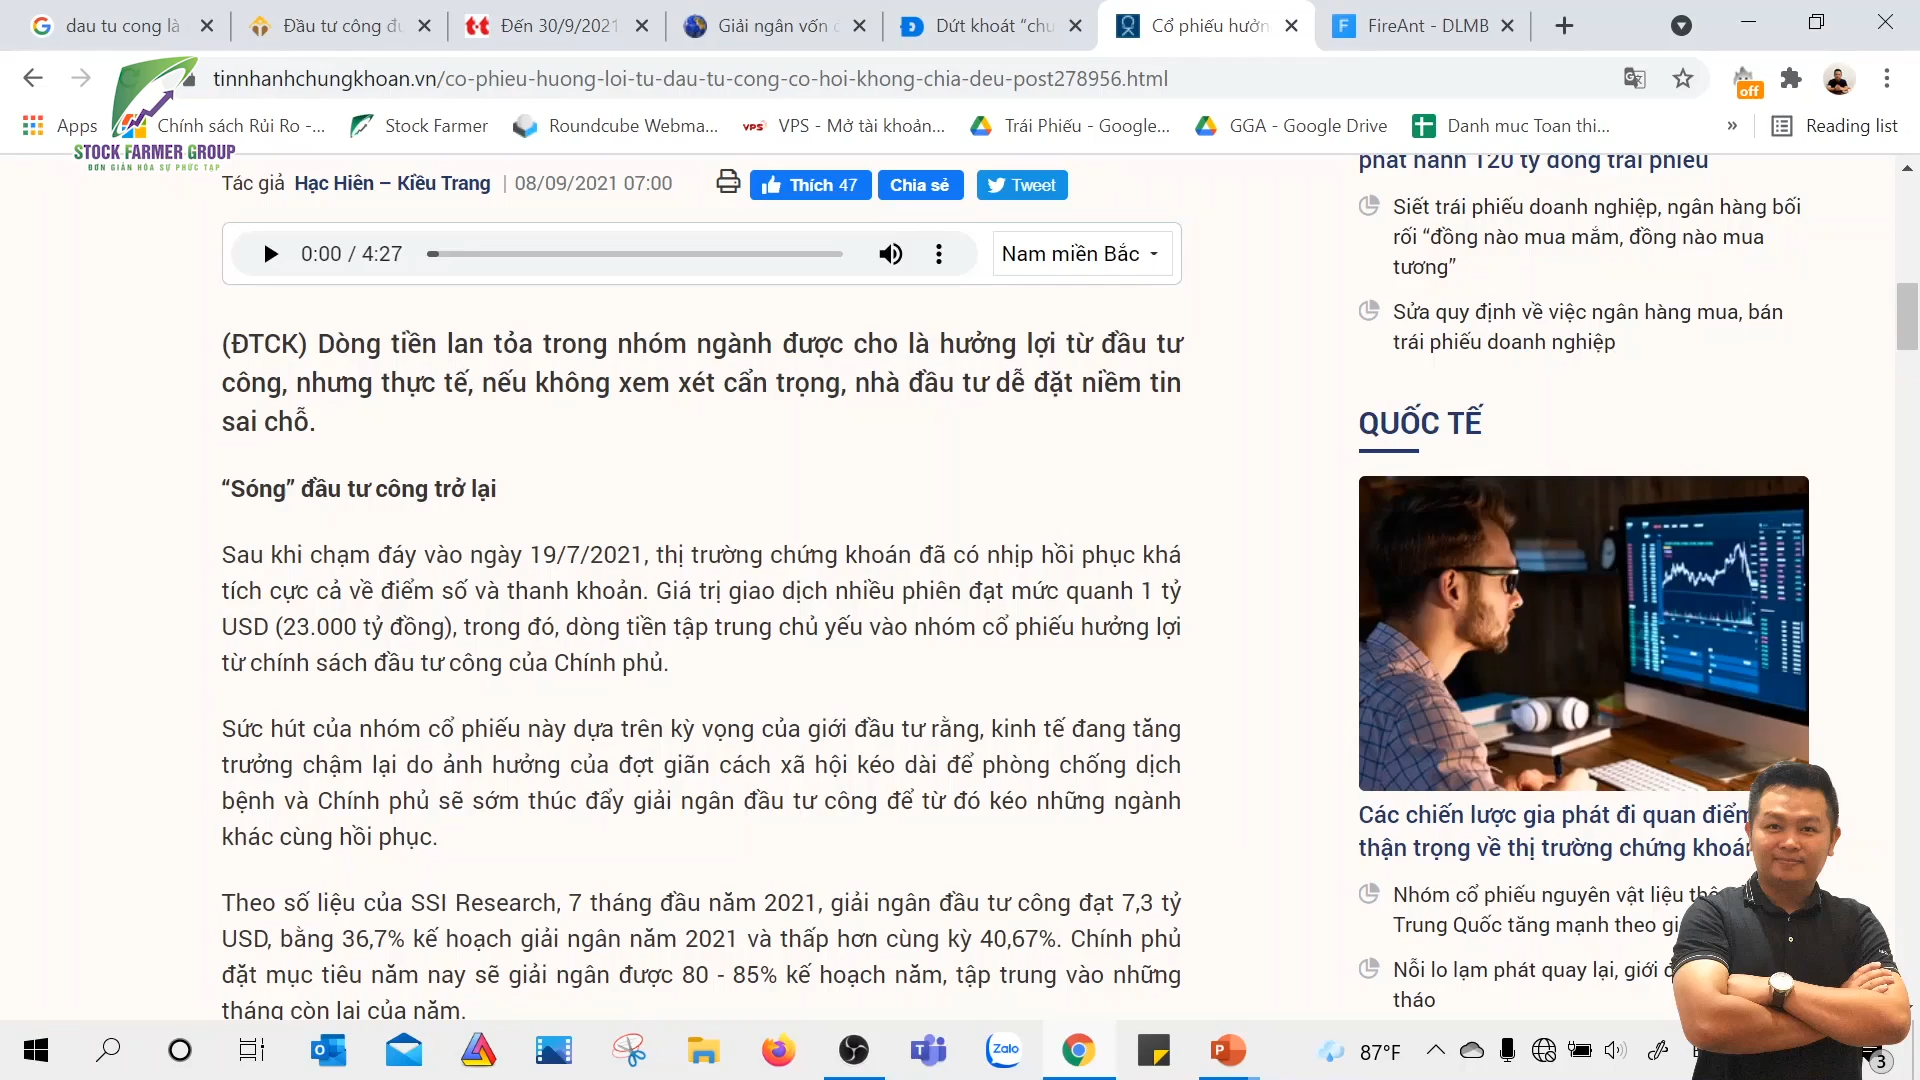 dau tu cong là
Đầu tư công đư
Đến 30/9/2021
Giải ngân vốn đ
Dứt khoát “chu
Cổ phiếu hưởn
FireAnt - DLMB
tinnhanhchungkhoan.vn/co-phieu-huong-loi-tu-dau-tu-cong-co-hoi-khong-chia-deu-post278956.html
off
Apps
Chính sách Rủi Ro -...
Stock Farmer
Roundcube Webma...
VPS - Mở tài khoản...
Trái Phiếu - Google...
GGA - Google Drive
Danh muc Toan thi...
»
Reading list
STOCK FARMER GROUP
ĐƠN GIẢN HÓA SỰ PHỨC TẠP
Tác giả Hạc Hiên – Kiều Trang | 08/09/2021 07:00
Thích 47
Chia sẻ
Tweet
0:00 / 4:27
Nam miền Bắc
(ĐTCK) Dòng tiền lan tỏa trong nhóm ngành được cho là hưởng lợi từ đầu tư
công, nhưng thực tế, nếu không xem xét cẩn trọng, nhà đầu tư dễ đặt niềm tin
sai chỗ.
“Sóng” đầu tư công trở lại
Sau khi chạm đáy vào ngày 19/7/2021, thị trường chứng khoán đã có nhịp hồi phục khá
tích cực cả về điểm số và thanh khoản. Giá trị giao dịch nhiều phiên đạt mức quanh 1 tỷ
USD (23.000 tỷ đồng), trong đó, dòng tiền tập trung chủ yếu vào nhóm cổ phiếu hưởng lợi
từ chính sách đầu tư công của Chính phủ.
Sức hút của nhóm cổ phiếu này dựa trên kỳ vọng của giới đầu tư rằng, kinh tế đang tăng
trưởng chậm lại do ảnh hưởng của đợt giãn cách xã hội kéo dài để phòng chống dịch
bệnh và Chính phủ sẽ sớm thúc đẩy giải ngân đầu tư công để từ đó kéo những ngành
khác cùng hồi phục.
Theo số liệu của SSI Research, 7 tháng đầu năm 2021, giải ngân đầu tư công đạt 7,3 tỷ
USD, bằng 36,7% kế hoạch giải ngân năm 2021 và thấp hơn cùng kỳ 40,67%. Chính phủ
đặt mục tiêu năm nay sẽ giải ngân được 80 - 85% kế hoạch năm, tập trung vào những
tháng còn lại của năm.
phát hành 120 tỷ đồng trái phiếu
Siết trái phiếu doanh nghiệp, ngân hàng bối
rối “đồng nào mua mắm, đồng nào mua
tương”
Sửa quy định về việc ngân hàng mua, bán
trái phiếu doanh nghiệp
QUỐC TẾ
Các chiến lược gia phát đi quan điểm
thận trọng về thị trường chứng khoán
Nhóm cổ phiếu nguyên vật liệu thô
Trung Quốc tăng mạnh theo gi
Nỗi lo lạm phát quay lại, giới đ
tháo
Zalo
87°F
3